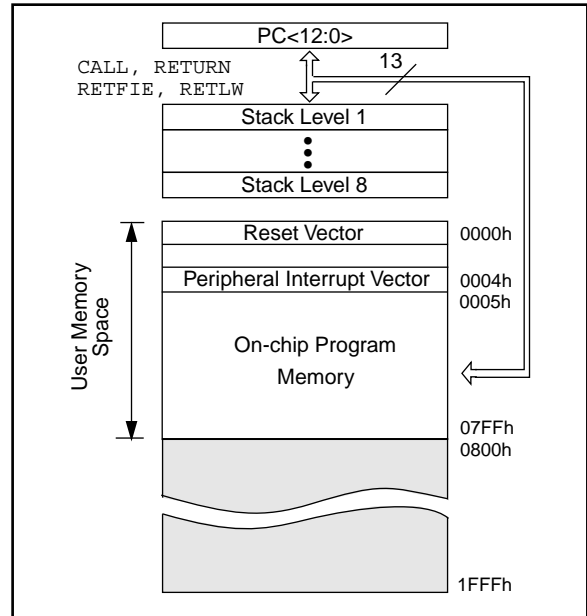 PC<12:0>
CALL, RETURN
RETFIE, RETLW
13
Stack Level 1
Stack Level 8
User Memory
Space
Reset Vector
0000h
Peripheral Interrupt Vector
0004h
0005h
On-chip Program
Memory
07FFh
0800h
1FFFh